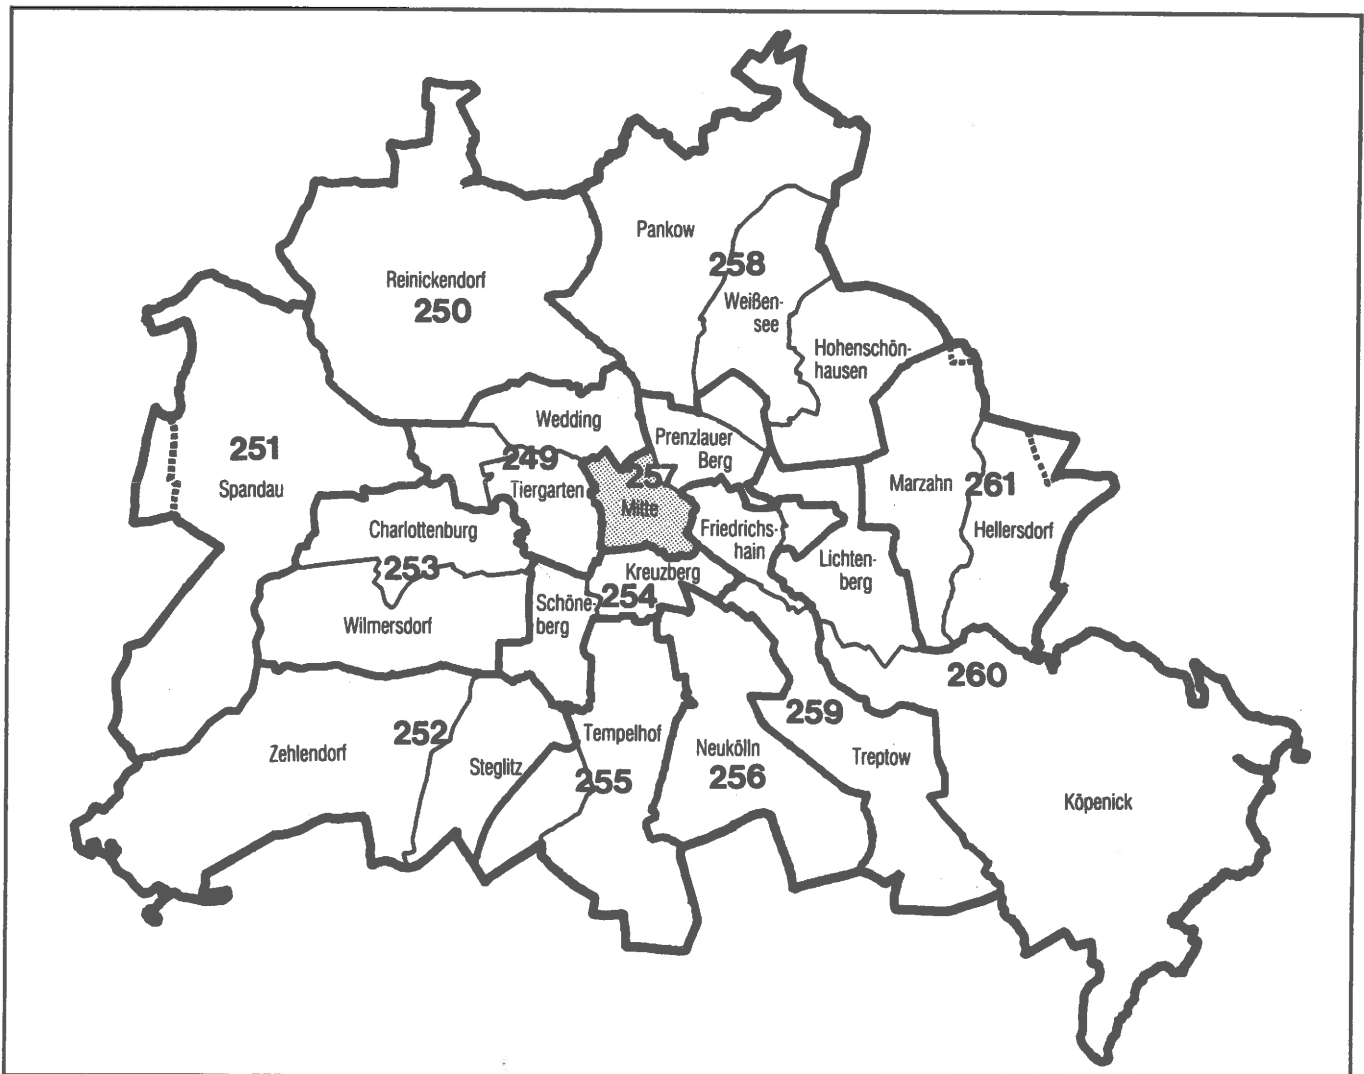 Pankow
258
Weißen-
see
Reinickendorf
250
Hohenschön-
hausen
Wedding
249
Tiergarten
Prenzlauer
Berg
251
Spandau
257
Mitte
Marzahn
261
Hellersdorf
Charlottenburg
253
Wilmersdorf
Friedrichs-
hain
Lichten-
berg
Kreuzberg
254
Schöne-
berg
260
252
Zehlendorf
Steglitz
Tempelhof
255
Neukölln
256
259
Treptow
Köpenick